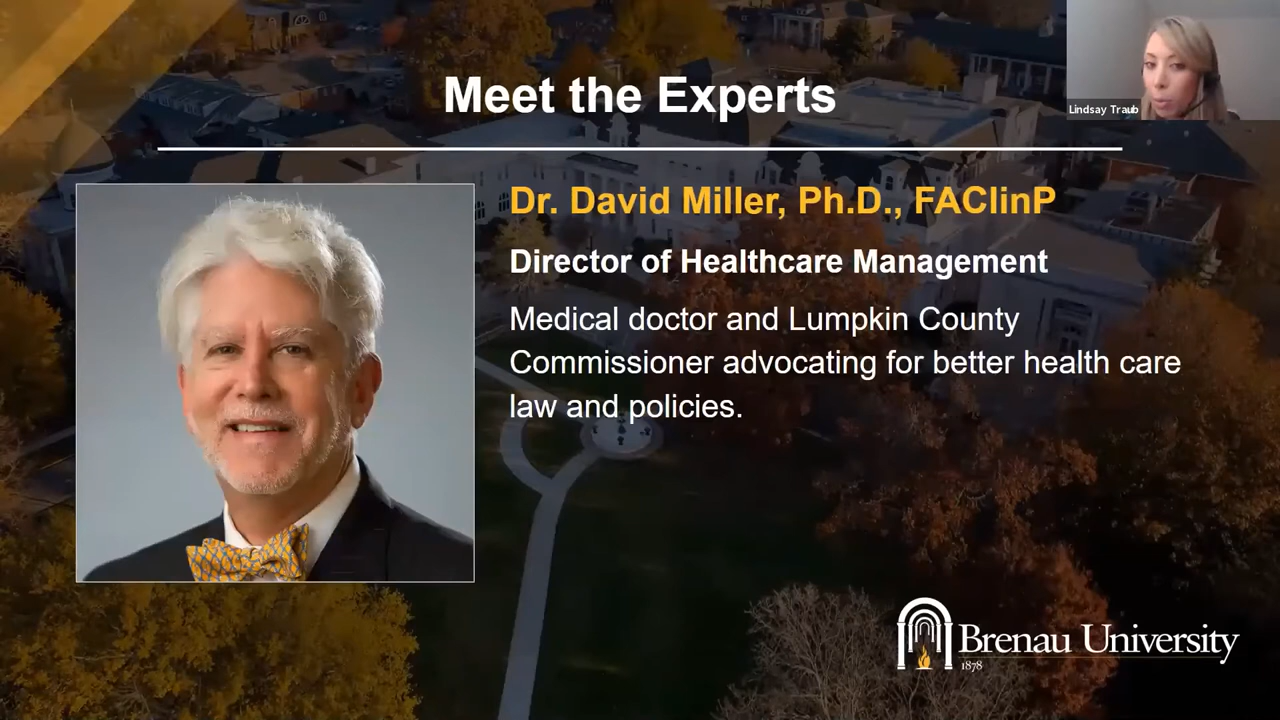 Meet the Experts
Lindsay Traub
Dr. David Miller, Ph.D., FAClinP
Director of Healthcare Management
Medical doctor and Lumpkin County
Commissioner advocating for better health care
law and policies.
Brenau University
1878